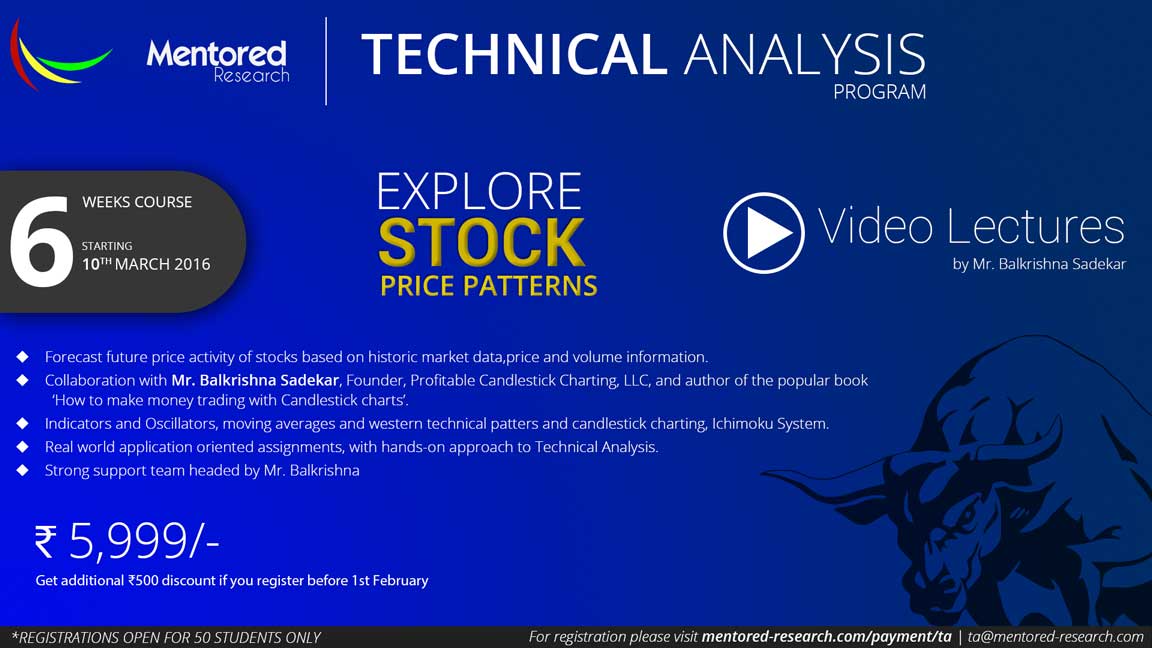 Mentored
Research
TECHNICAL ANALYSIS
PROGRAM
6 WEEKS COURSE
STARTING
10TH MARCH 2016
EXPLORE
STOCK
PRICE PATTERNS
Video Lectures
by Mr. Balkrishna Sadekar
Forecast future price activity of stocks based on historic market data,price and volume information.
Collaboration with Mr. Balkrishna Sadekar, Founder, Profitable Candlestick Charting, LLC, and author of the popular book
‘How to make money trading with Candlestick charts’.
Indicators and Oscillators, moving averages and western technical patters and candlestick charting, Ichimoku System.
Real world application oriented assignments, with hands-on approach to Technical Analysis.
Strong support team headed by Mr. Balkrishna
₹ 5,999/-
Get additional ₹500 discount if you register before 1st February
*REGISTRATIONS OPEN FOR 50 STUDENTS ONLY
For registration please visit mentored-research.com/payment/ta | ta@mentored-research.com